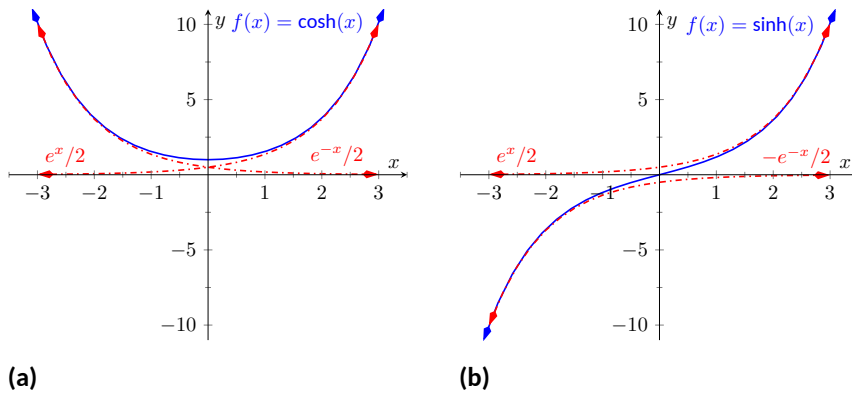 10
y
f(x) = cosh(x)
5
e^x/2
e^{-x}/2
x
−3 −2 −1 1 2 3
−5
−10
(a)
10
y
f(x) = sinh(x)
5
e^x/2
−e^{-x}/2
x
−3 −2 −1 1 2 3
−5
−10
(b)